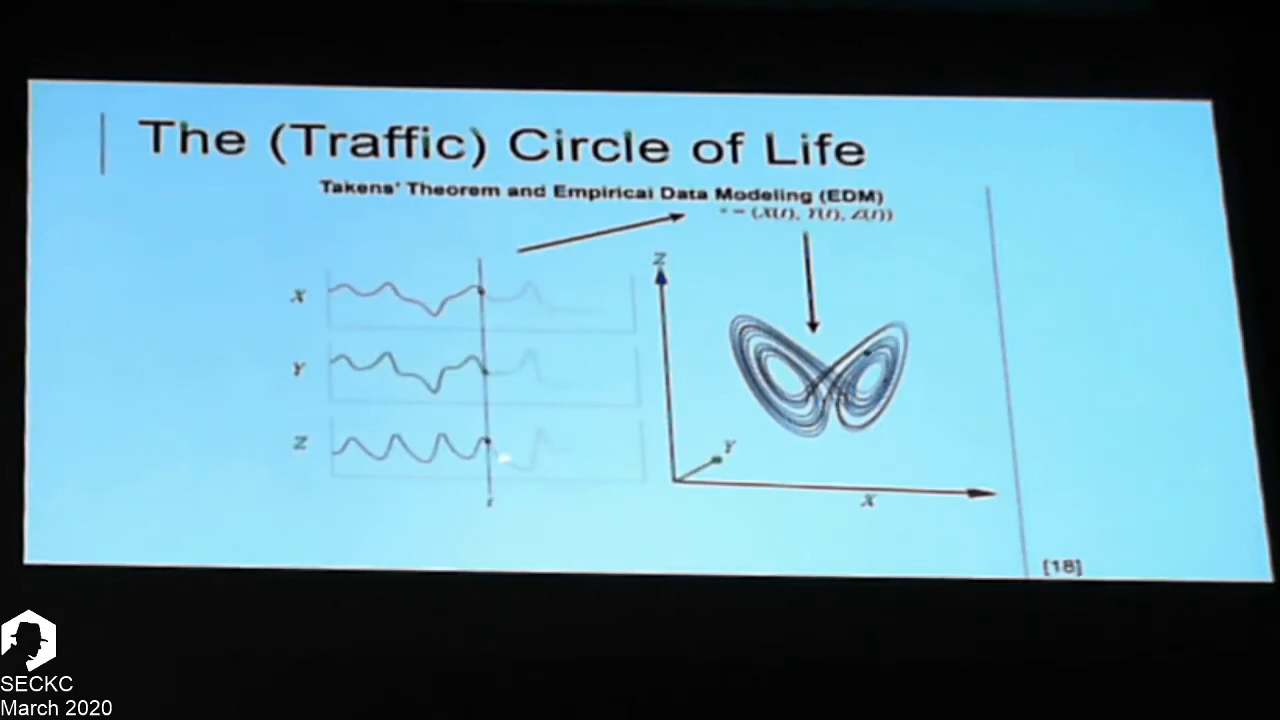 The (Traffic) Circle of Life
Takens' Theorem and Empirical Data Modeling (EDM)
= (X(t), Y(t), Z(t))
X
Y
Z
t
Z
Y
X
[18]
SECKC
March 2020